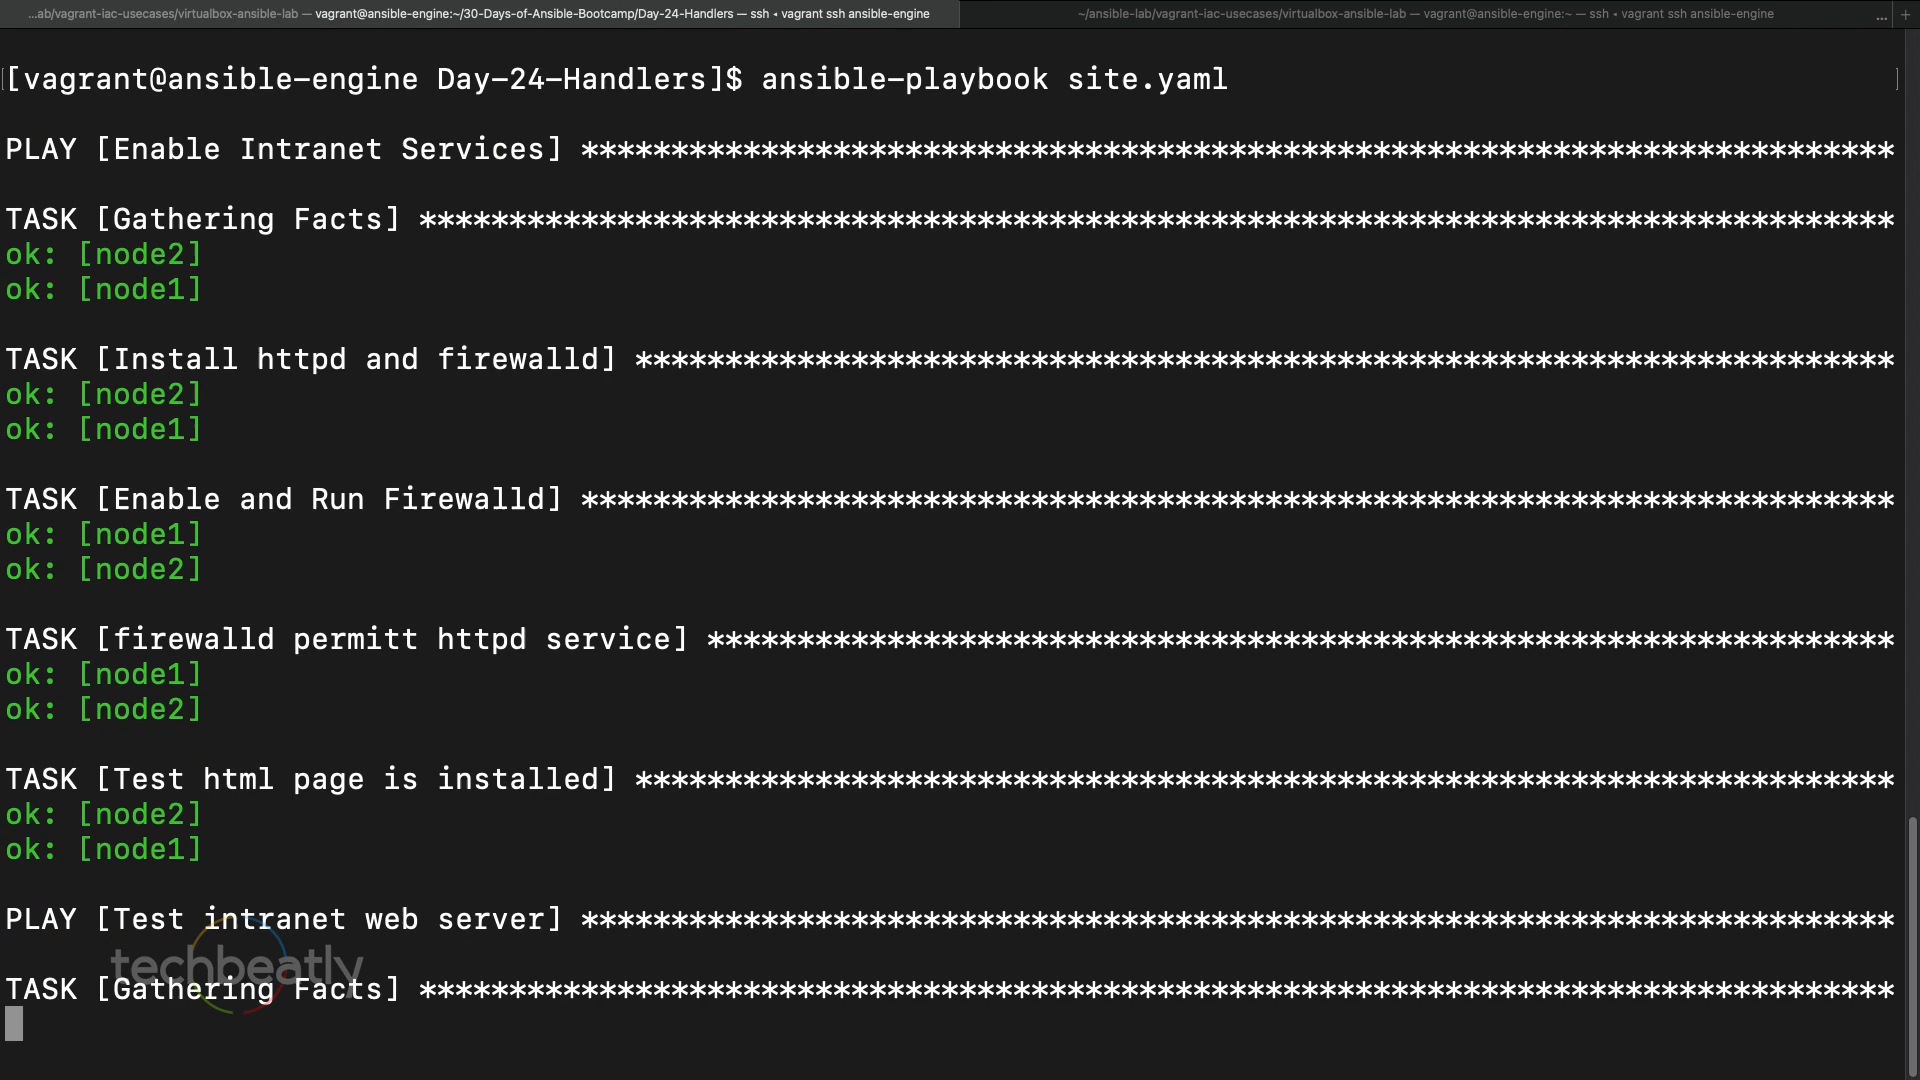 ...ab/vagrant-iac-usecases/virtualbox-ansible-lab — vagrant@ansible-engine:~/30-Days-of-Ansible-Bootcamp/Day-24-Handlers — ssh ◂ vagrant ssh ansible-engine
~/ansible-lab/vagrant-iac-usecases/virtualbox-ansible-lab — vagrant@ansible-engine:~ — ssh ◂ vagrant ssh ansible-engine
... +
[[vagrant@ansible-engine Day-24-Handlers]$ ansible-playbook site.yaml ]
PLAY [Enable Intranet Services] *************************************************************************
TASK [Gathering Facts] **********************************************************************************
ok: [node2]
ok: [node1]
TASK [Install httpd and firewalld] **********************************************************************
ok: [node2]
ok: [node1]
TASK [Enable and Run Firewalld] *************************************************************************
ok: [node1]
ok: [node2]
TASK [firewalld permitt httpd service] ******************************************************************
ok: [node1]
ok: [node2]
TASK [Test html page is installed] **********************************************************************
ok: [node2]
ok: [node1]
PLAY [Test intranet web server] *************************************************************************
techbeatly
TASK [Gathering Facts] **********************************************************************************